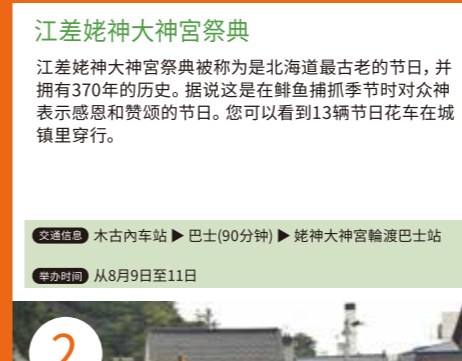 江差姥神大神宮祭典
江差姥神大神宮祭典被称为是北海道最古老的节日，并
拥有370年的历史。据说这是在鲱鱼捕抓季节时对众神
表示感恩和赞颂的节日。您可以看到13辆节日花车在城
镇里穿行。
交通信息 木古內车站 ▶ 巴士(90分钟) ▶ 姥神大神宮輪渡巴士站
举办时间 从8月9日至11日
2